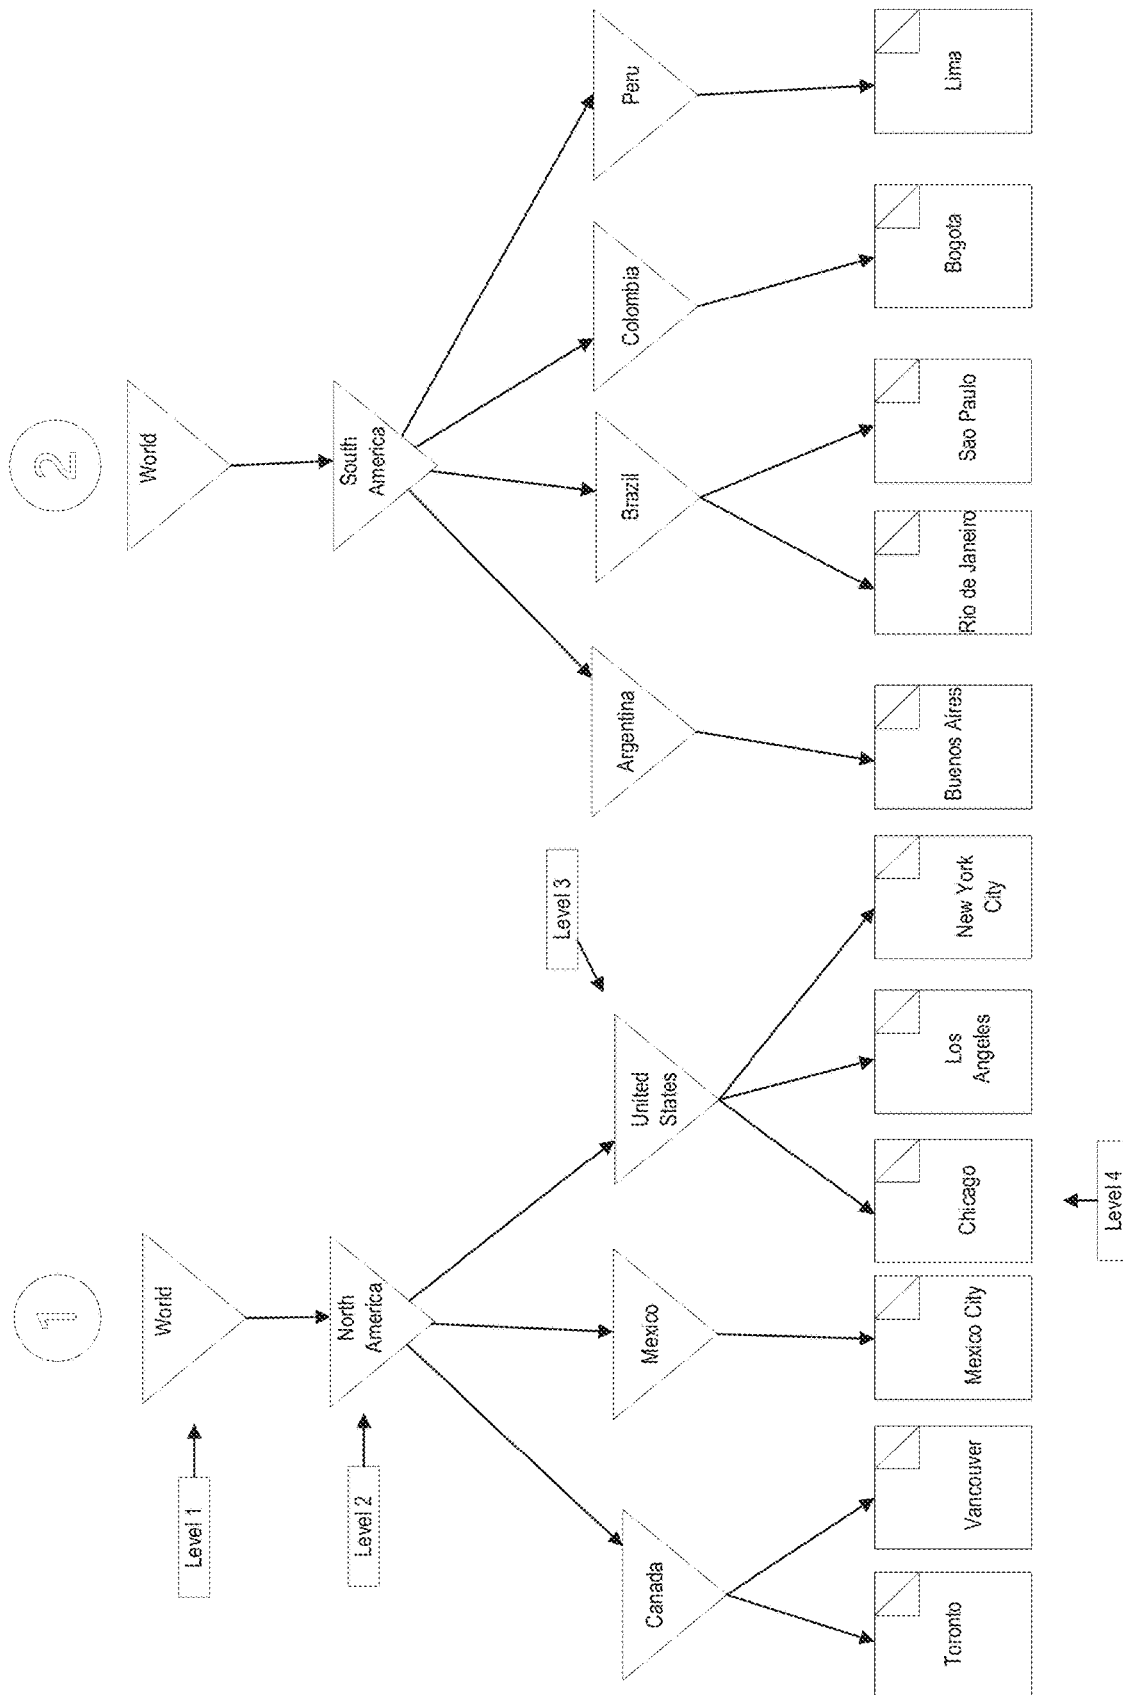 1
2
World
World
Level 1
North
America
South
America
Level 2
Level 3
Canada
Mexico
United
States
Argentina
Brazil
Colombia
Peru
Toronto
Vancouver
Mexico City
Chicago
Los
Angeles
New York
City
Buenos Aires
Rio de Janeiro
Sao Paulo
Bogota
Lima
Level 4